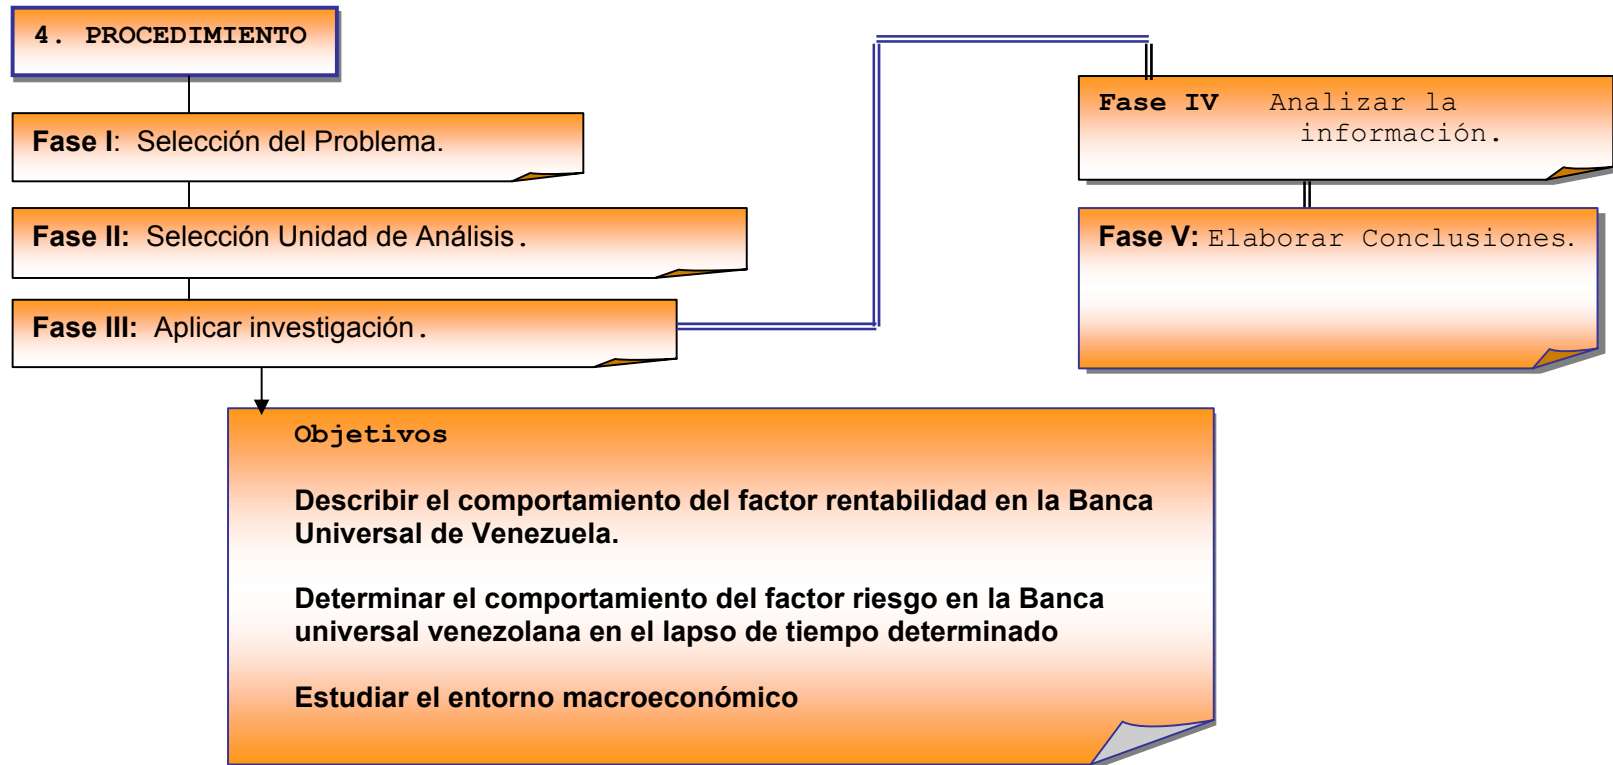 4. PROCEDIMIENTO
Fase I: Selección del Problema.
Fase II: Selección Unidad de Análisis.
Fase III: Aplicar investigación.
Fase IV Analizar la
información.
Fase V: Elaborar Conclusiones.
Objetivos
Describir el comportamiento del factor rentabilidad en la Banca
Universal de Venezuela.
Determinar el comportamiento del factor riesgo en la Banca
universal venezolana en el lapso de tiempo determinado
Estudiar el entorno macroeconómico